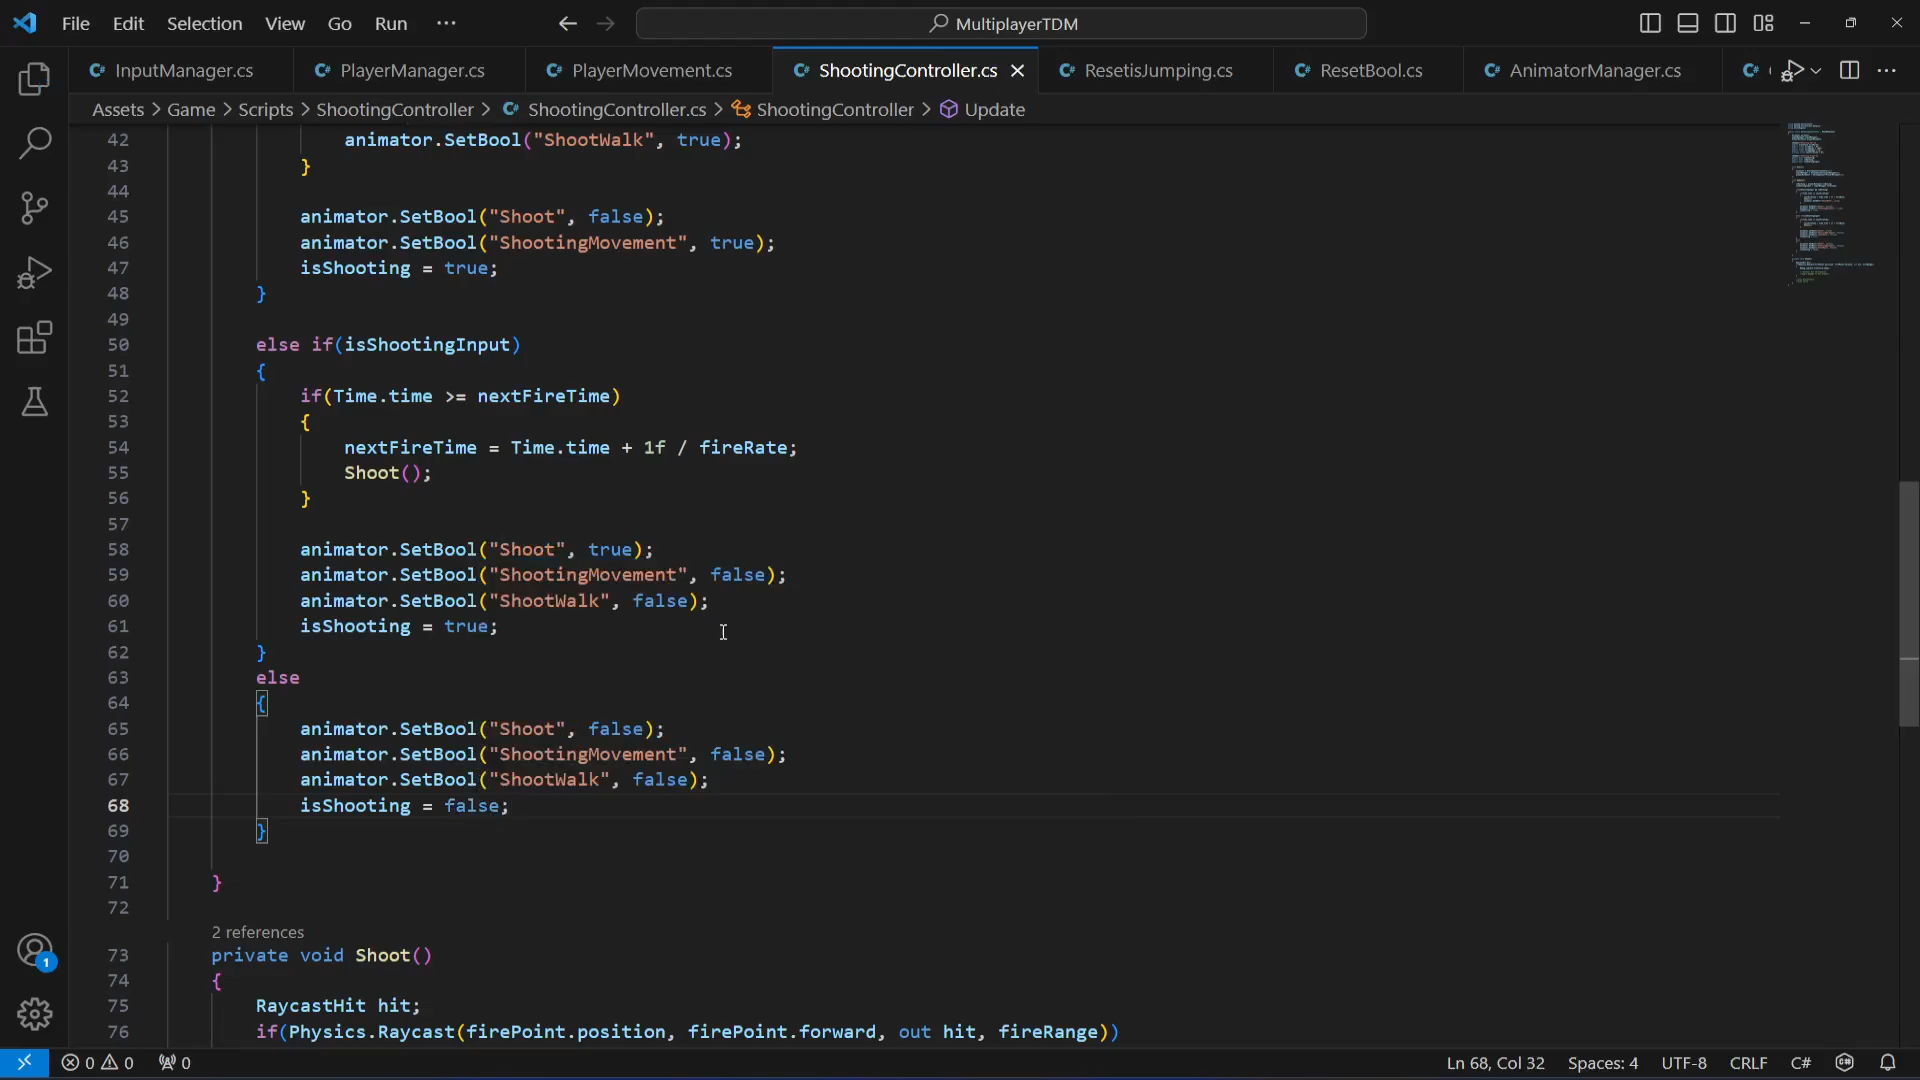 File Edit Selection View Go Run ··· MultiplayerTDM
InputManager.cs PlayerManager.cs PlayerMovement.cs ShootingController.cs ResetisJumping.cs ResetBool.cs AnimatorManager.cs
Assets > Game > Scripts > ShootingController > ShootingController.cs > ShootingController > Update
42 animator.SetBool("ShootWalk", true);
43 }
44
45 animator.SetBool("Shoot", false);
46 animator.SetBool("ShootingMovement", true);
47 isShooting = true;
48 }
49
50 else if(isShootingInput)
51 {
52 if(Time.time >= nextFireTime)
53 {
54 nextFireTime = Time.time + 1f / fireRate;
55 Shoot();
56 }
57
58 animator.SetBool("Shoot", true);
59 animator.SetBool("ShootingMovement", false);
60 animator.SetBool("ShootWalk", false);
61 isShooting = true;
62 }
63 else
64 {
65 animator.SetBool("Shoot", false);
66 animator.SetBool("ShootingMovement", false);
67 animator.SetBool("ShootWalk", false);
68 isShooting = false;
69 }
70
71 }
72
2 references
73 private void Shoot()
74 {
75 RaycastHit hit;
76 if(Physics.Raycast(firePoint.position, firePoint.forward, out hit, fireRange))
1
0 0 0 Ln 68, Col 32 Spaces: 4 UTF-8 CRLF C#